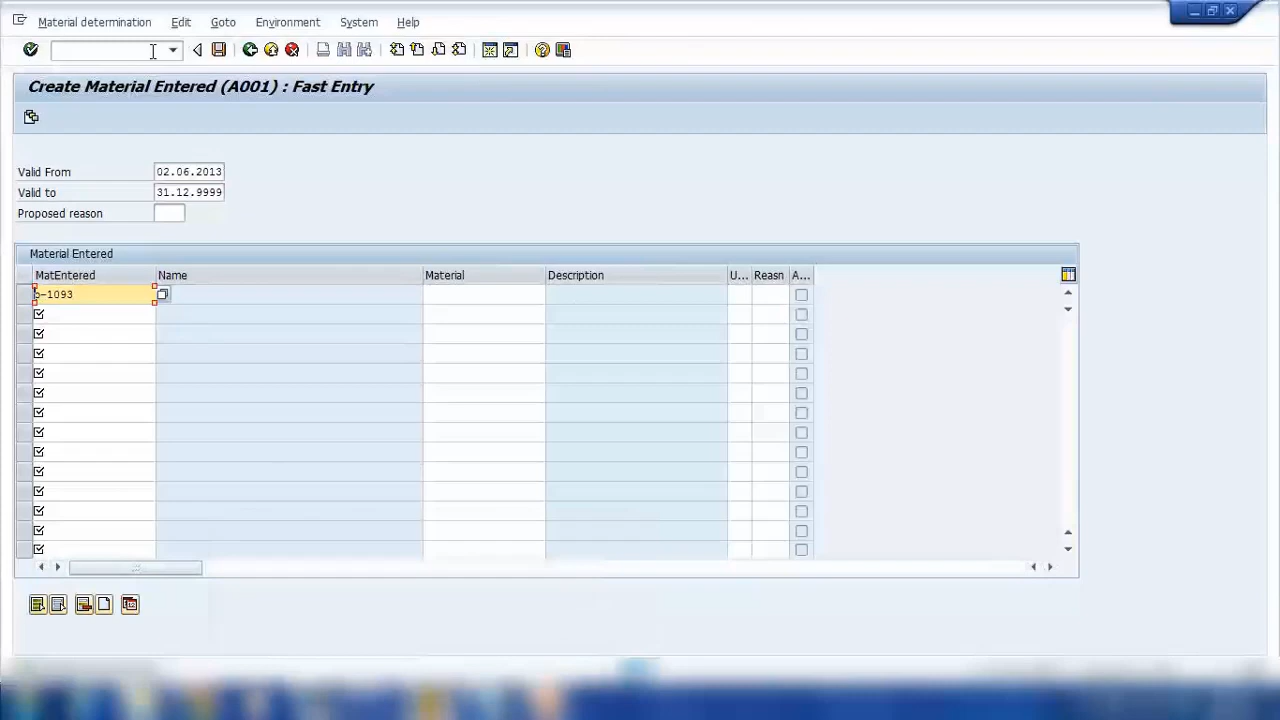 Material determination Edit Goto Environment System Help
Create Material Entered (A001) : Fast Entry
Valid From 02.06.2013
Valid to 31.12.9999
Proposed reason
Material Entered
MatEntered Name Material Description U... Reasn A...
p-1093